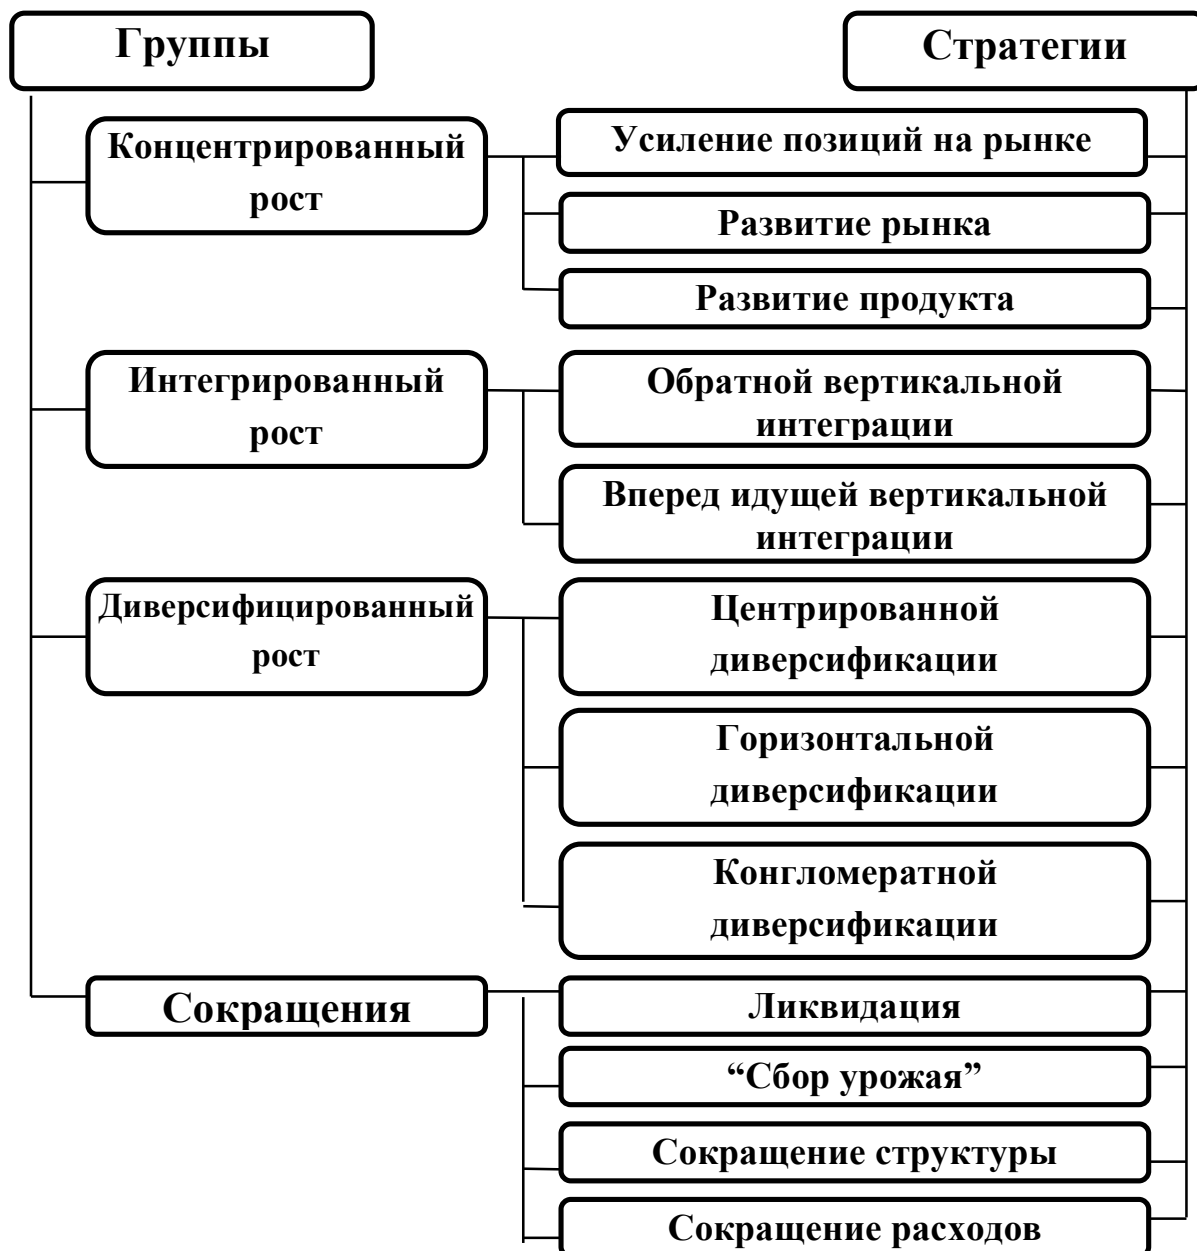 Группы
Стратегии
Концентрированный
рост
Усиление позиций на рынке
Развитие рынка
Развитие продукта
Интегрированный
рост
Обратной вертикальной
интеграции
Вперед идущей вертикальной
интеграции
Диверсифицированный
рост
Центрированной
диверсификации
Горизонтальной
диверсификации
Конгломератной
диверсификации
Сокращения
Ликвидация
“Сбор урожая”
Сокращение структуры
Сокращение расходов